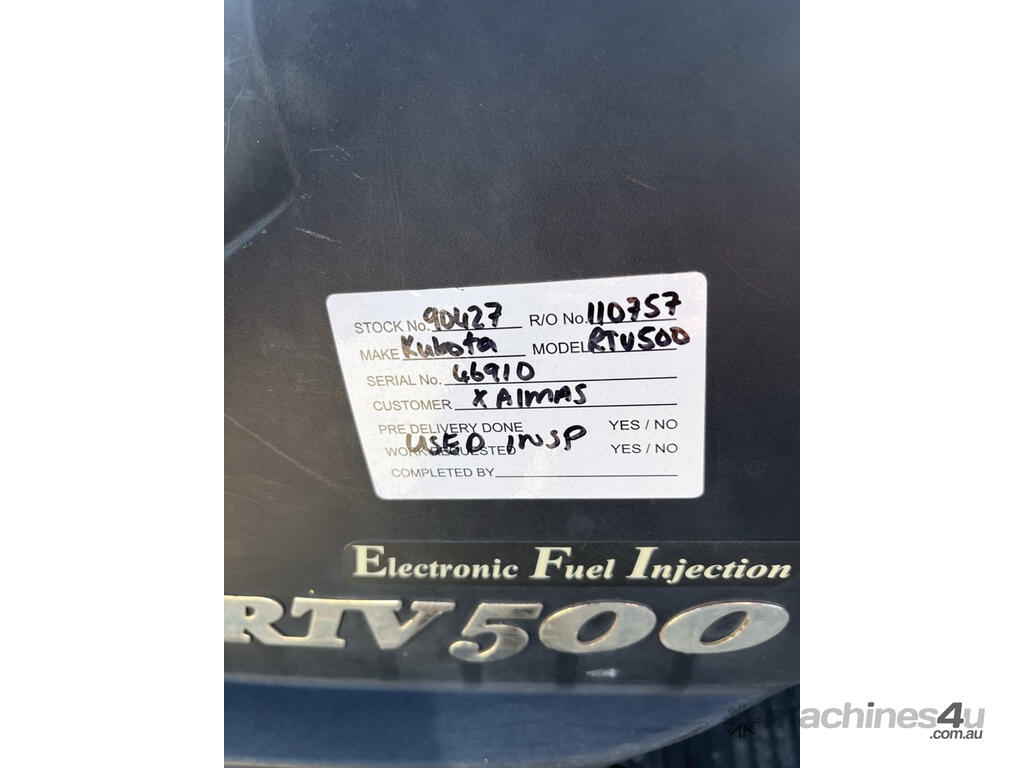 STOCK No. 90427 R/O No. 110757
MAKE Kubota MODEL RTV500
SERIAL No. 46910
CUSTOMER X AIMAS
PRE DELIVERY DONE YES / NO
USED INSP
WORK REQUESTED YES / NO
COMPLETED BY
Electronic Fuel Injection
RTV500
machines4u
.com.au